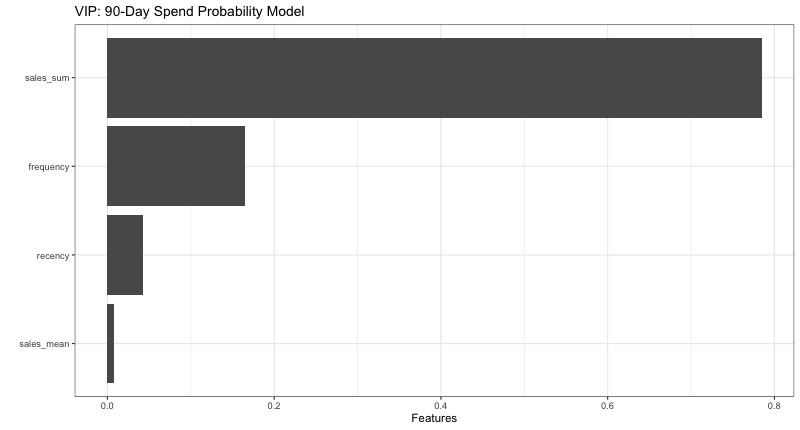 VIP: 90-Day Spend Probability Model
sales_sum
frequency
recency
sales_mean
0.0 0.2 0.4 0.6 0.8
Features